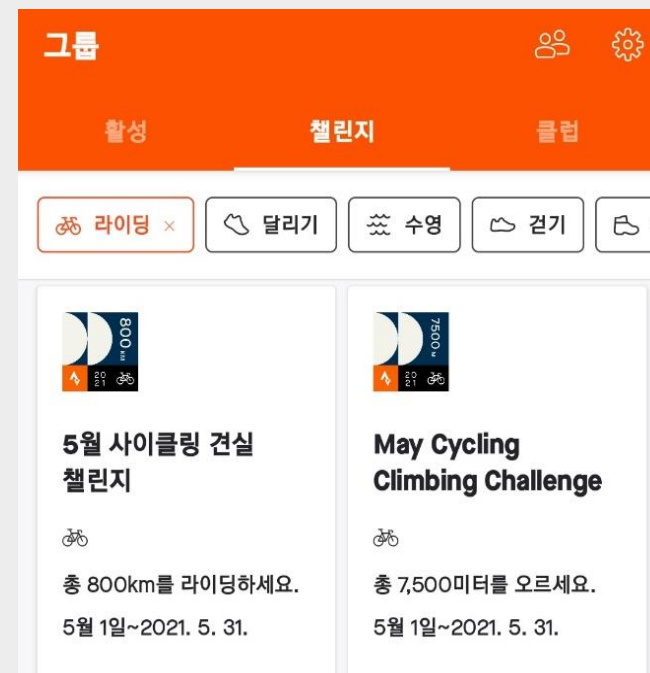 그룹
활성 챌린지 클럽
라이딩 × 달리기 수영 걷기
800 KM
20
21
5월 사이클링 견실
챌린지
총 800km를 라이딩하세요.
5월 1일~2021. 5. 31.
7500 M
20
21
May Cycling
Climbing Challenge
총 7,500미터를 오르세요.
5월 1일~2021. 5. 31.